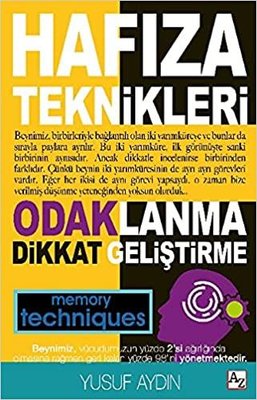 HAFIZA
TEKNİKLERİ
Beynimiz, birbirleriyle bağlantılı olan iki yarımküreye ve bunlar da
sırayla paylara ayrılır. Bu iki yarımküre, ilk görünüşte sanki
birbirinin aynısıdır. Ancak dikkatle incelenirse birbirinden
farklıdır. Çünkü beynin iki yarımküresinin de ayrı ayrı görevleri
vardır. Eğer her ikisi de aynı görevi yapsaydı, o zaman bize
verilmiş düşünme yeteneğinden yoksun olurduk..
ODAKLANMA
DİKKAT GELİŞTİRME
memory
techniques
AZ
Beynimiz, vücudumuzun yüzde 2'si ağırlığında
olmasına rağmen geri kalan yüzde 98'ni yönetmektedir.
YUSUF AYDIN